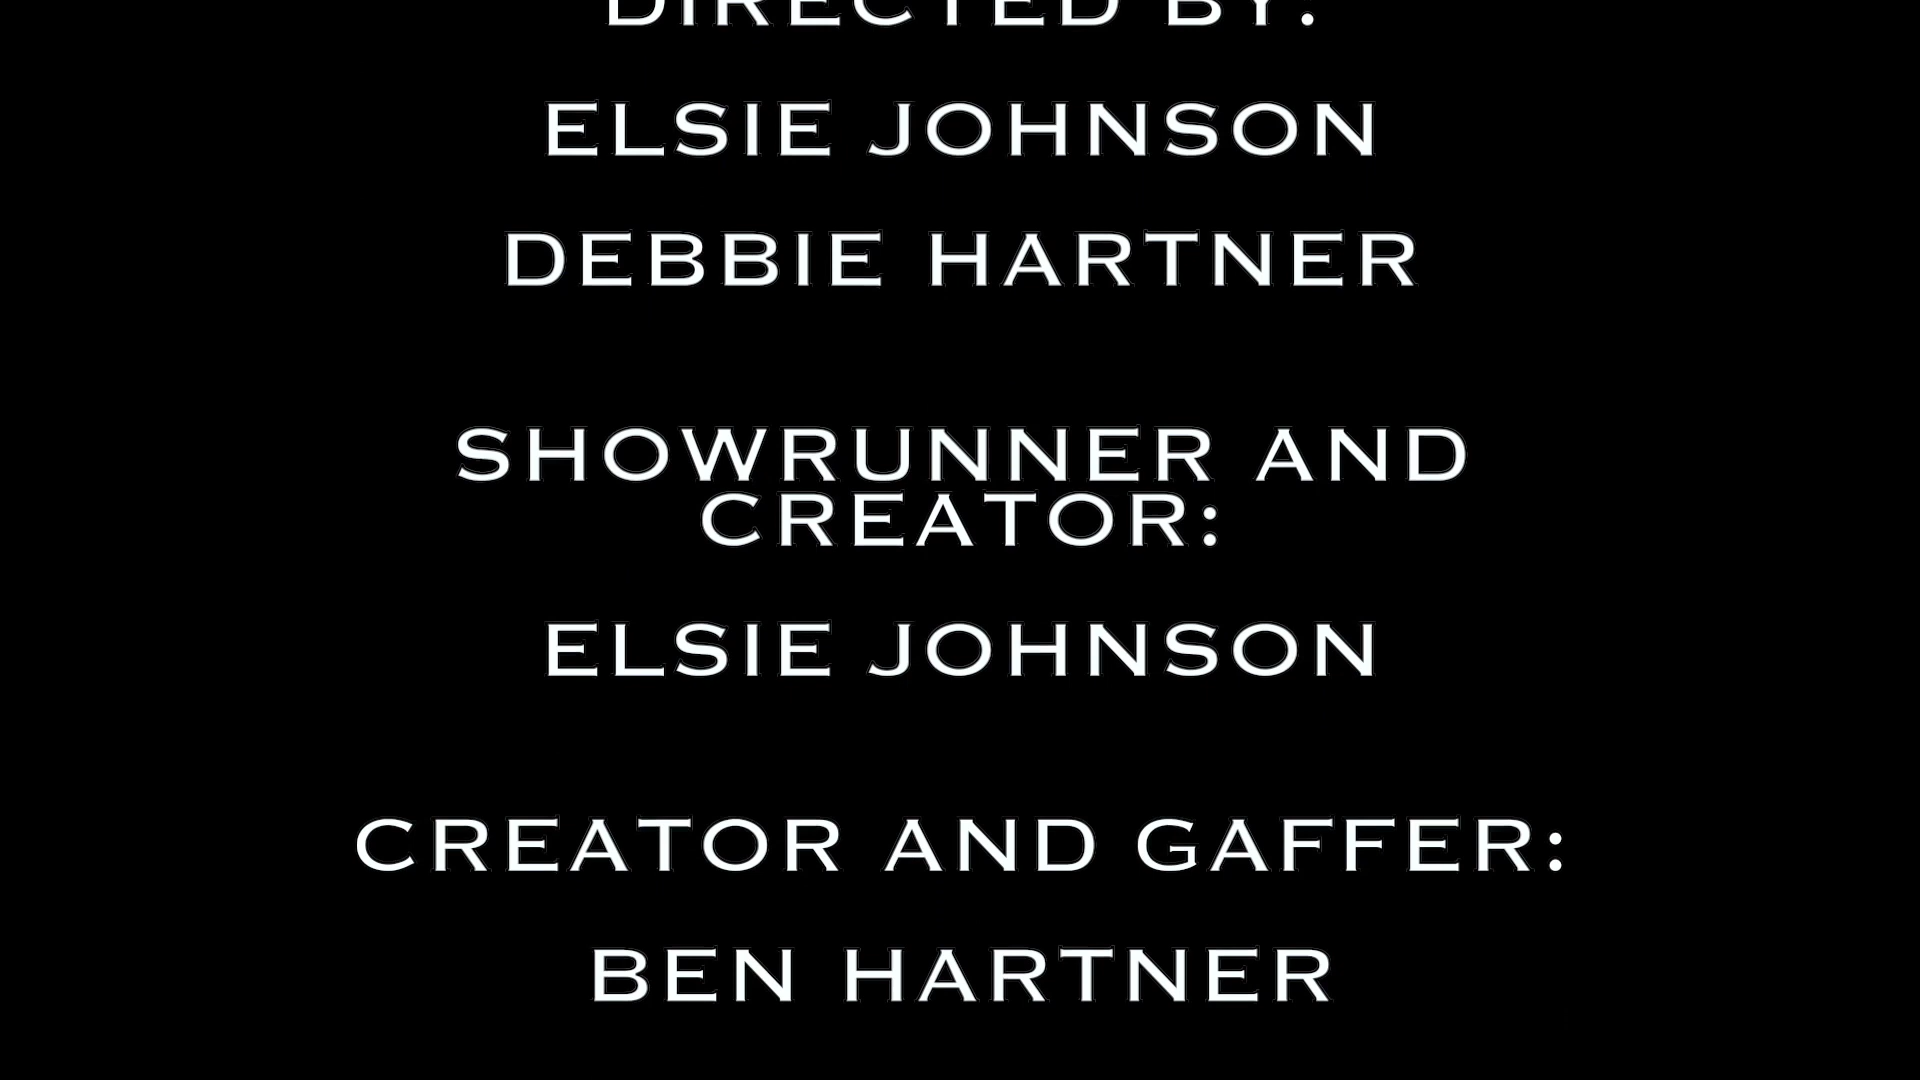 DIRECTED BY:
ELSIE JOHNSON
DEBBIE HARTNER
SHOWRUNNER AND
CREATOR:
ELSIE JOHNSON
CREATOR AND GAFFER:
BEN HARTNER